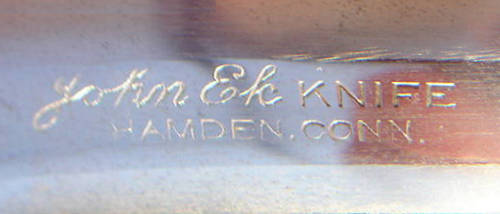 John Ek KNIFE
HAMDEN. CONN.